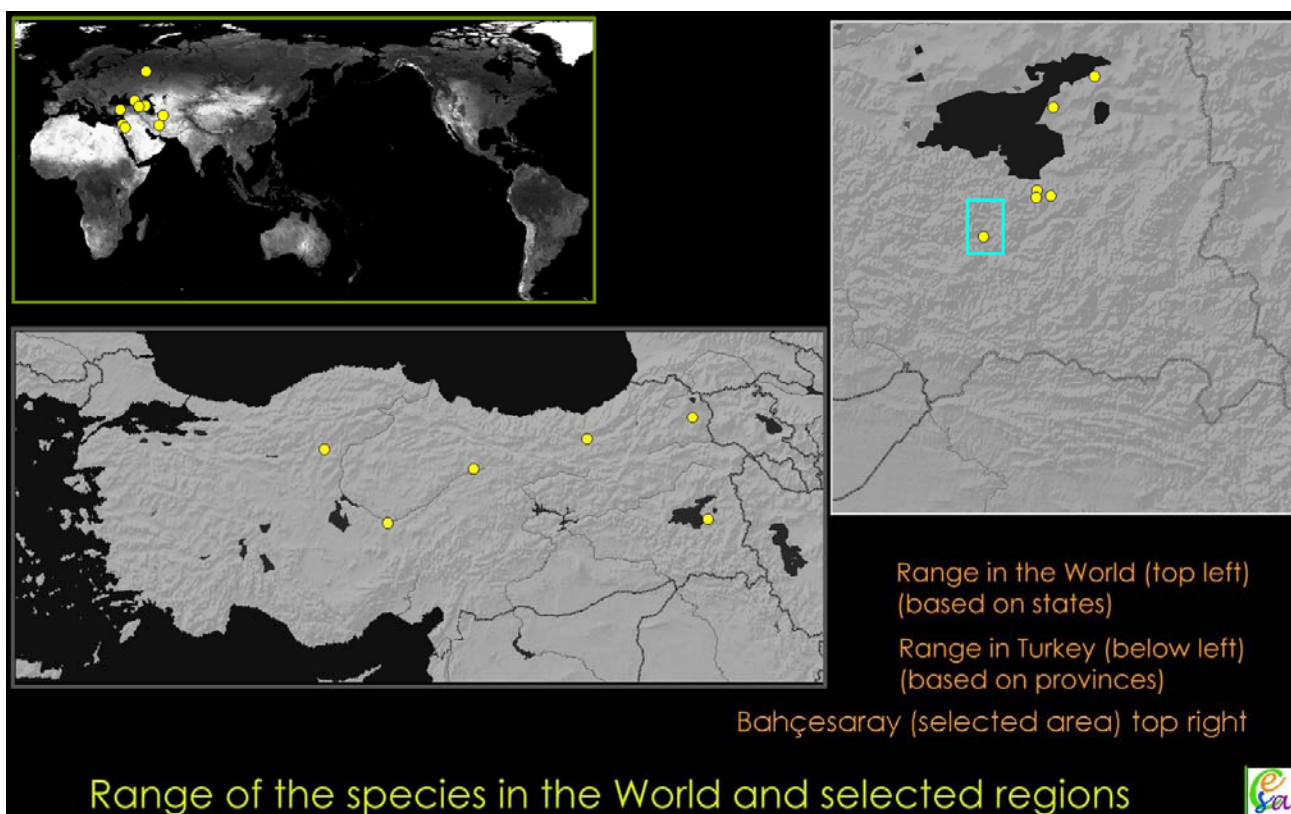 Range in the World (top left)
(based on states)
Range in Turkey (below left)
(based on provinces)
Bahçesaray (selected area) top right
Range of the species in the World and selected regions